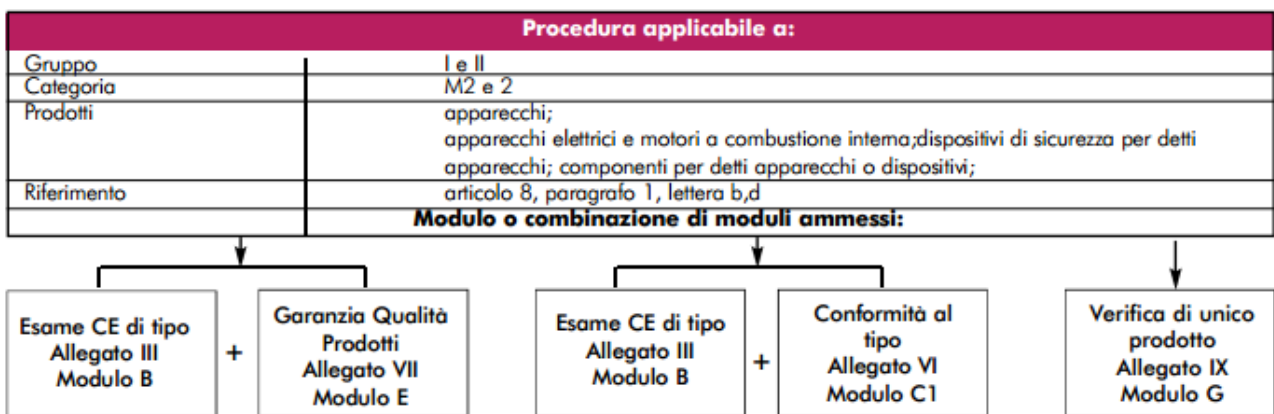 Procedura applicabile a:
Gruppo I e II
Categoria M2 e 2
Prodotti apparecchi;
apparecchi elettrici e motori a combustione interna;dispositivi di sicurezza per detti
apparecchi; componenti per detti apparecchi o dispositivi;
Riferimento articolo 8, paragrafo 1, lettera b,d
Modulo o combinazione di moduli ammessi:
Esame CE di tipo
Allegato III
Modulo B
+
Garanzia Qualità
Prodotti
Allegato VII
Modulo E
Esame CE di tipo
Allegato III
Modulo B
+
Conformità al
tipo
Allegato VI
Modulo C1
Verifica di unico
prodotto
Allegato IX
Modulo G